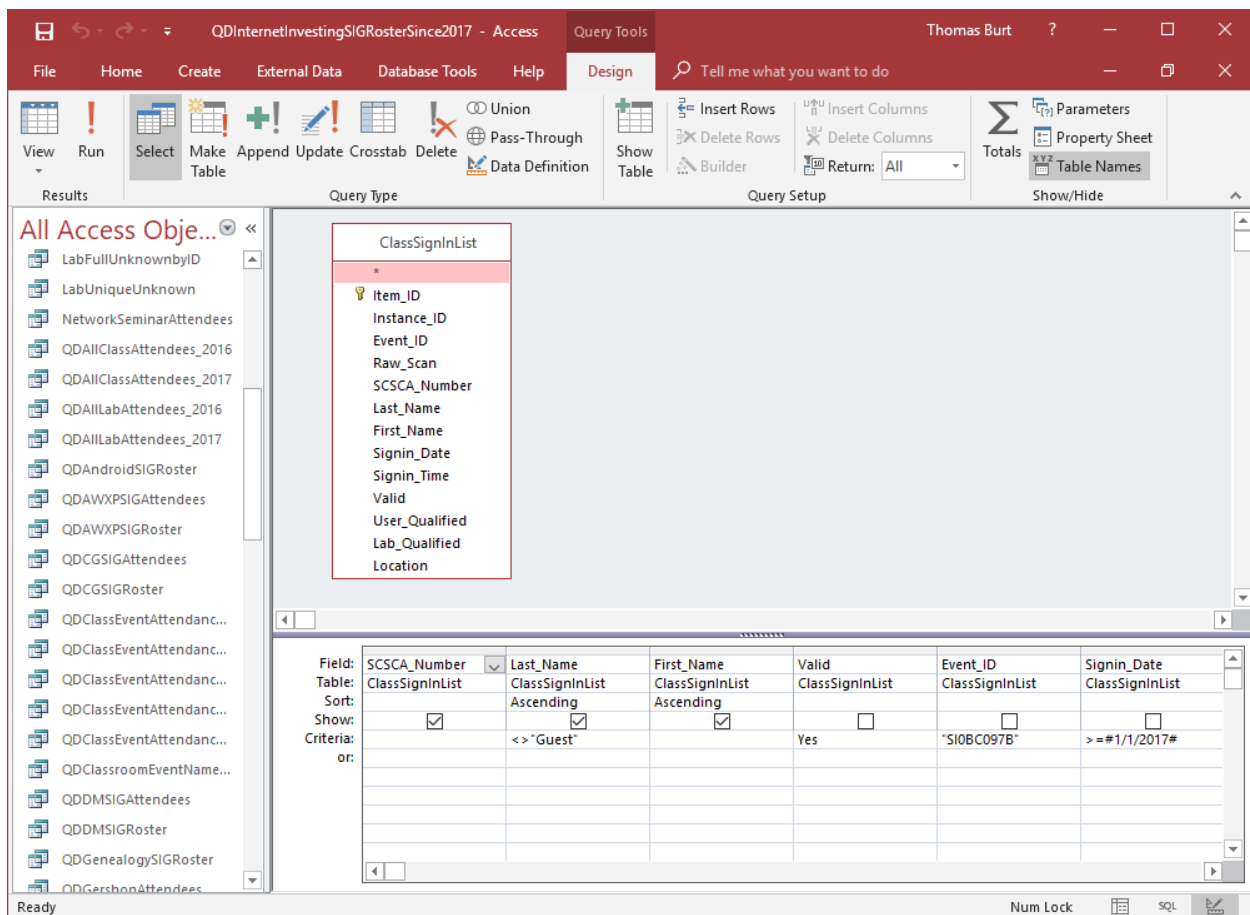 QDInternetInvestingSIGRosterSince2017 - Access
Query Tools
Thomas Burt
?
File Home Create External Data Database Tools Help Design Tell me what you want to do
View
Run
Select
Make Table
Append
Update
Crosstab
Delete
Union
Pass-Through
Data Definition
Show Table
Insert Rows
Delete Rows
Builder
Insert Columns
Delete Columns
Return: All
Totals
Parameters
Property Sheet
Table Names
Results
Query Type
Query Setup
Show/Hide
All Access Obje...
LabFullUnknownbyID
LabUniqueUnknown
NetworkSeminarAttendees
QDAllClassAttendees_2016
QDAllClassAttendees_2017
QDAllLabAttendees_2016
QDAllLabAttendees_2017
QDAndroidSIGRoster
QDAWXPSIGAttendees
QDAWXPSIGRoster
QDCGSIGAttendees
QDCGSIGRoster
QDClassEventAttendanc...
QDClassEventAttendanc...
QDClassEventAttendanc...
QDClassEventAttendanc...
QDClassEventAttendanc...
QDClassroomEventName...
QDDMSIGAttendees
QDDMSIGRoster
QDGenealogySIGRoster
QDGershonAttendees
ClassSignInList
*
Item_ID
Instance_ID
Event_ID
Raw_Scan
SCSCA_Number
Last_Name
First_Name
Signin_Date
Signin_Time
Valid
User_Qualified
Lab_Qualified
Location
Field: SCSCA_Number Last_Name First_Name Valid Event_ID Signin_Date
Table: ClassSignInList ClassSignInList ClassSignInList ClassSignInList ClassSignInList ClassSignInList
Sort: Ascending Ascending
Show:
Criteria: <>"Guest" Yes "SI0BC097B" >=#1/1/2017#
or:
Ready
Num Lock
SQL